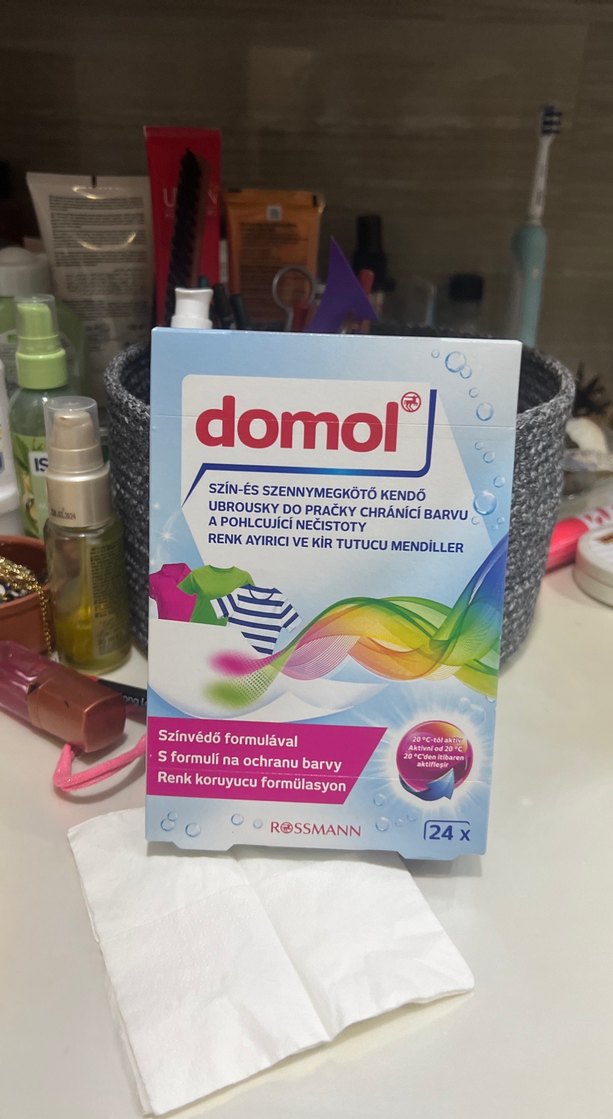 domol
SZÍN-ÉS SZENNYMEGKÖTŐ KENDŐ
UBROUSKY DO PRAČKY CHRÁNÍCÍ BARVU
A POHLCUJÍCÍ NEČISTOTY
RENK AYIRICI VE KİR TUTUCU MENDİLLER
Színvédő formulával
S formulí na ochranu barvy
Renk koruyucu formülasyon
20 °C-tól aktív
Aktivní od 20 °C
20 °C'den itibaren
aktifleşir
ROSSMANN
24 x
IS